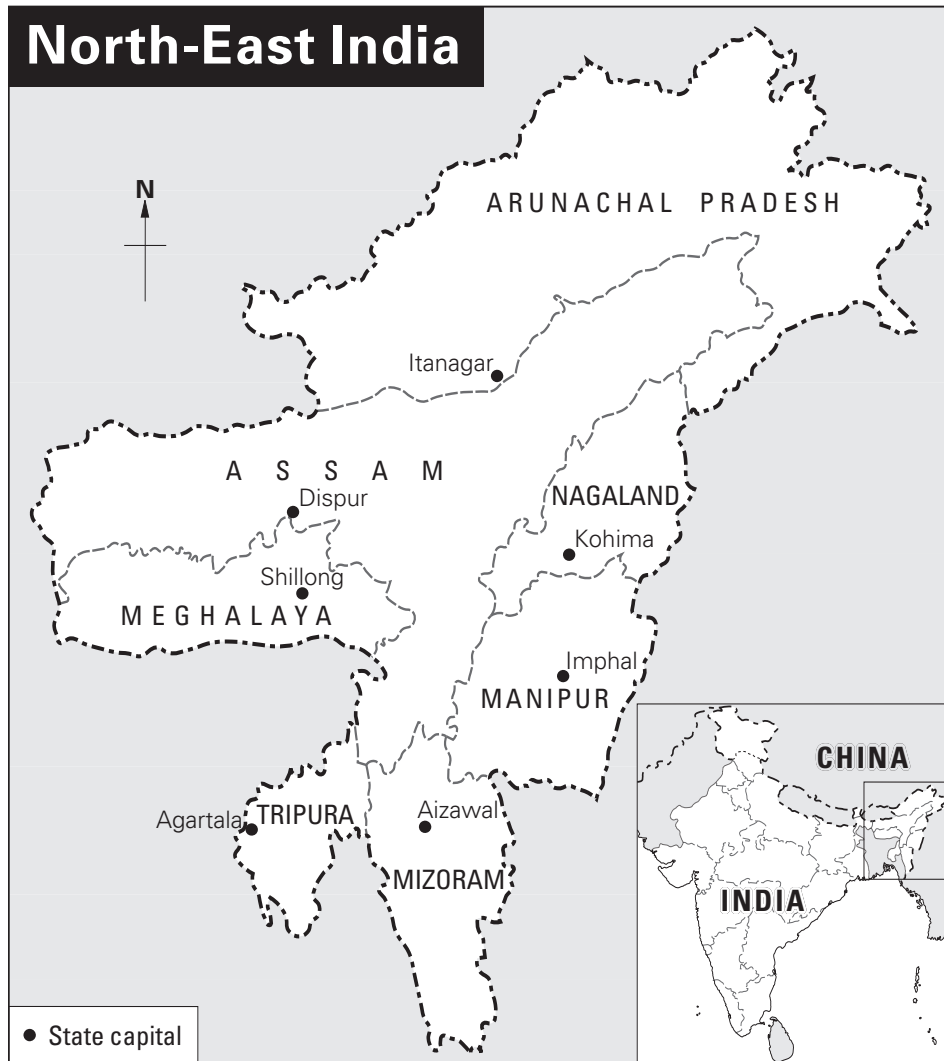 North-East India
N
ARUNACHAL PRADESH
Itanagar
ASSAM
Dispur
NAGALAND
Kohima
Shillong
MEGHALAYA
Imphal
MANIPUR
CHINA
Agartala
TRIPURA
Aizawal
MIZORAM
INDIA
State capital